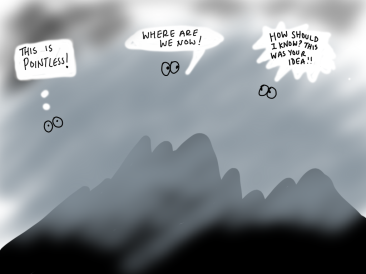 THIS IS
POINTLESS!
WHERE ARE
WE NOW!
HOW SHOULD
I KNOW? THIS
WAS YOUR
IDEA!!